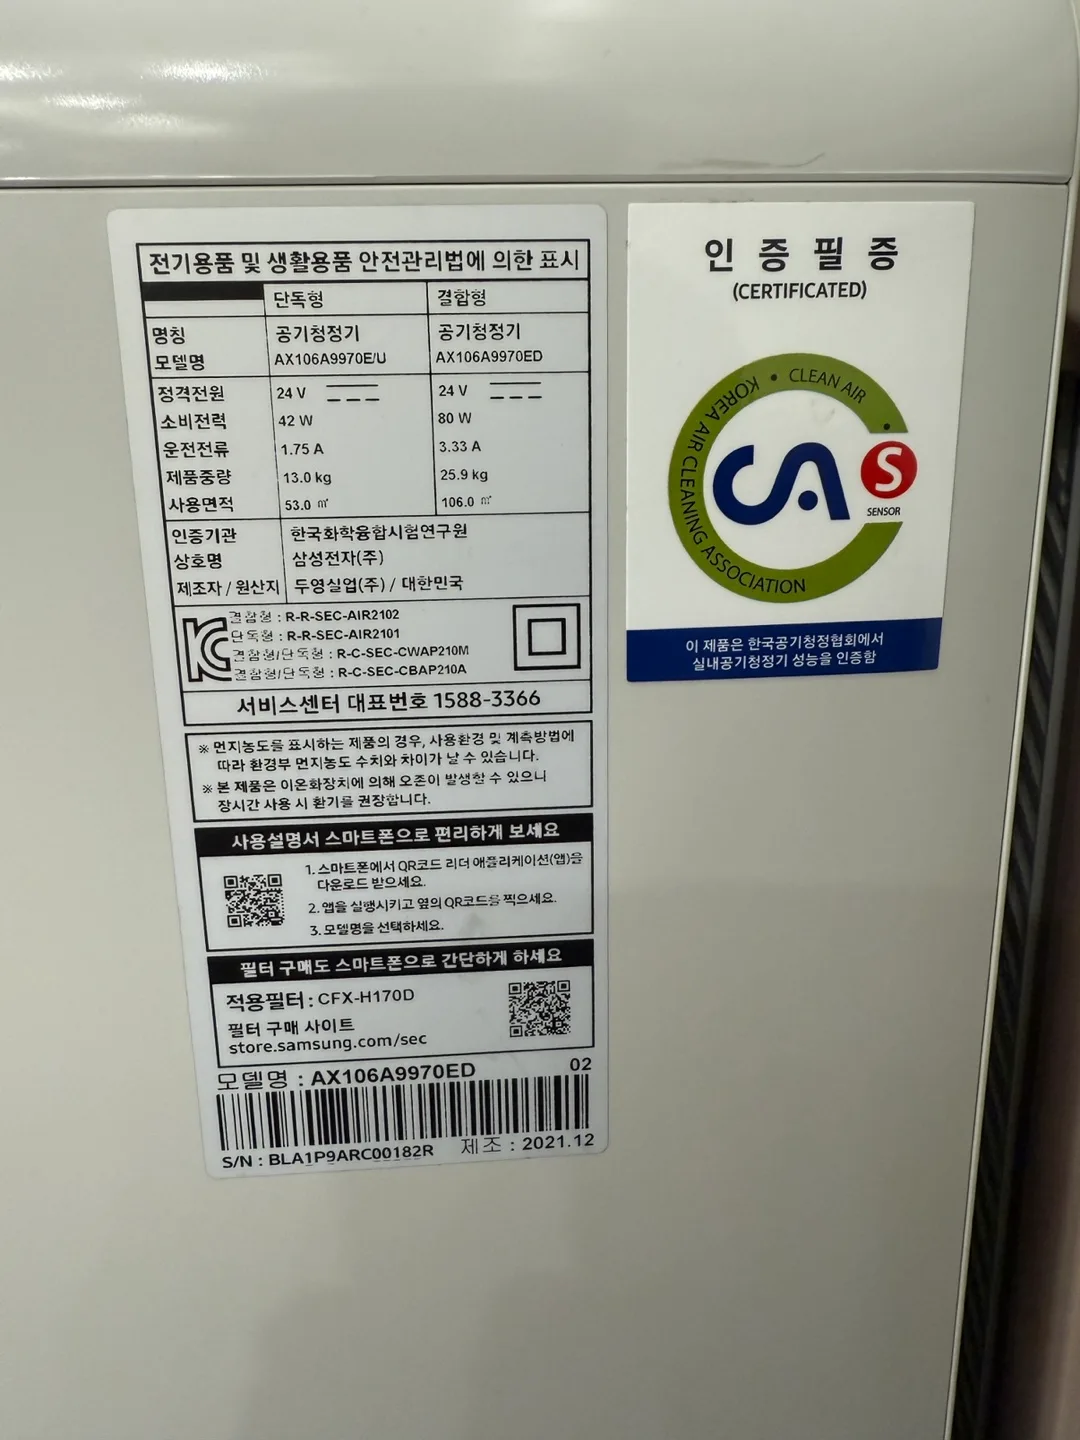 전기용품 및 생활용품 안전관리법에 의한 표시
단독형 결합형
명칭 공기청정기 공기청정기
모델명 AX106A9970E/U AX106A9970ED
정격전원 24 V 24 V
소비전력 42 W 80 W
운전전류 1.75 A 3.33 A
제품중량 13.0 kg 25.9 kg
사용면적 53.0 ㎡ 106.0 ㎡
인증기관 한국화학융합시험연구원
상호명 삼성전자(주)
제조자 / 원산지 두영실업(주) / 대한민국
결합형 : R-R-SEC-AIR2102
단독형 : R-R-SEC-AIR2101
결합형/단독형 : R-C-SEC-CWAP210M
결합형/단독형 : R-C-SEC-CBAP210A
서비스센터 대표번호 1588-3366
※ 먼지농도를 표시하는 제품의 경우, 사용환경 및 계측방법에
따라 환경부 먼지농도 수치와 차이가 날 수 있습니다.
※ 본 제품은 이온화장치에 의해 오존이 발생할 수 있으니
장시간 사용 시 환기를 권장합니다.
사용설명서 스마트폰으로 편리하게 보세요
1. 스마트폰에서 QR코드 리더 애플리케이션(앱)을
다운로드 받으세요.
2. 앱을 실행시키고 옆의 QR코드를 찍으세요.
3. 모델명을 선택하세요.
필터 구매도 스마트폰으로 간단하게 하세요
적용필터 : CFX-H170D
필터 구매 사이트
store.samsung.com/sec
모델명 : AX106A9970ED 02
S/N : BLA1P9ARC00182R 제조 : 2021.12
인 증 필 증
(CERTIFICATED)
KOREA AIR CLEANING ASSOCIATION • CLEAN AIR •
CA S
SENSOR
이 제품은 한국공기청정협회에서
실내공기청정기 성능을 인증함